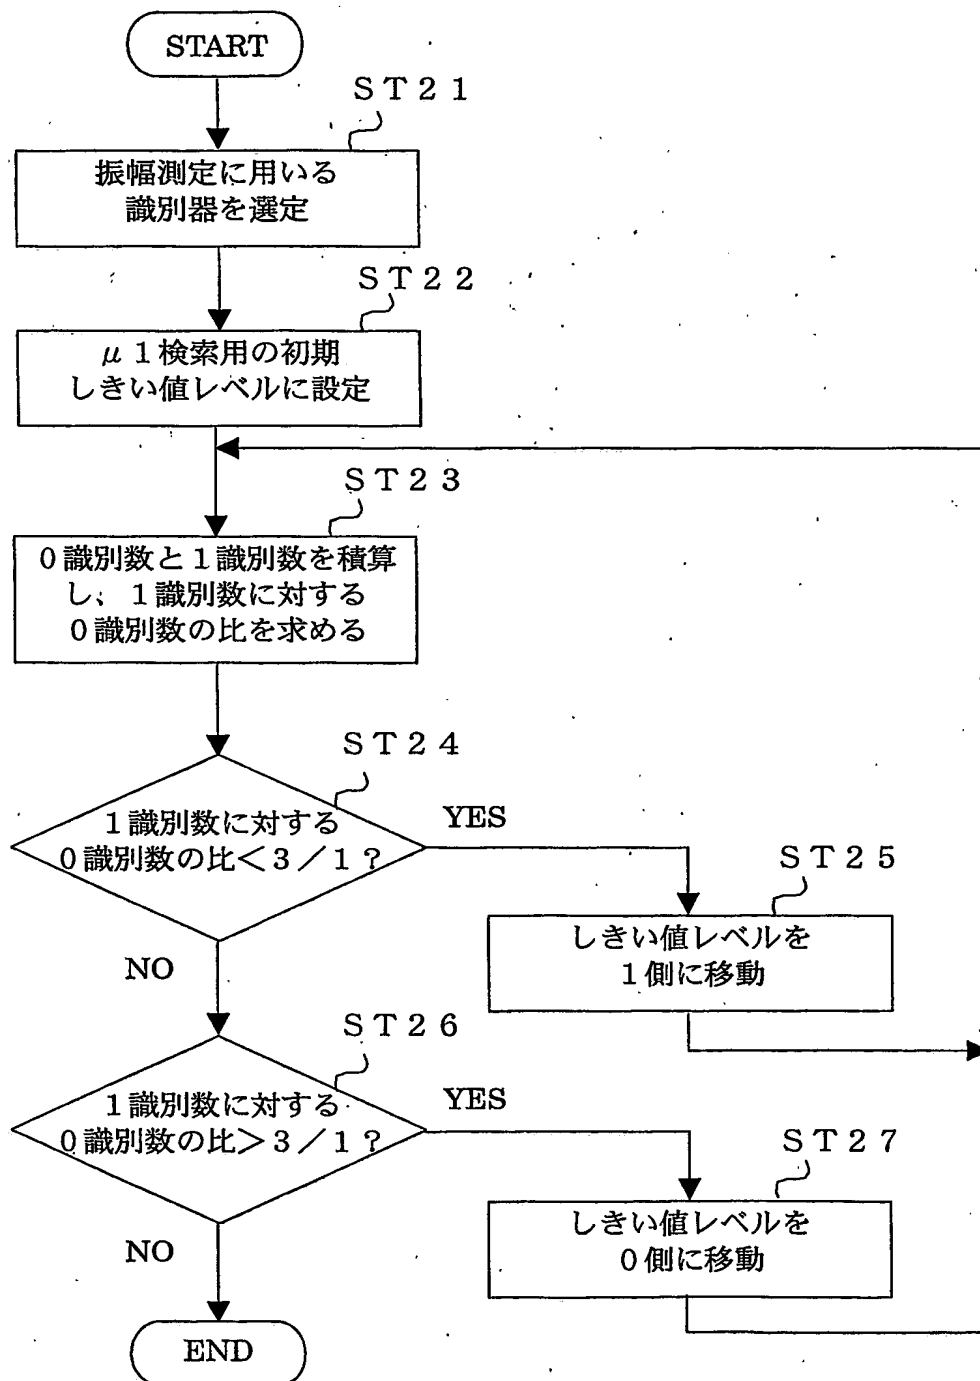 START
ST21
振幅測定に用いる
識別器を選定
ST22
μ1検索用の初期
しきい値レベルに設定
ST23
0識別数と1識別数を積算
し、1識別数に対する
0識別数の比を求める
ST24
1識別数に対する
0識別数の比<3/1?
YES
ST25
しきい値レベルを
1側に移動
NO
ST26
1識別数に対する
0識別数の比>3/1?
YES
ST27
しきい値レベルを
0側に移動
NO
END